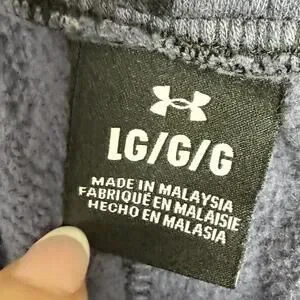 LG/G/G
MADE IN MALAYSIA
FABRIQUÉ EN MALAISIE
HECHO EN MALASIA